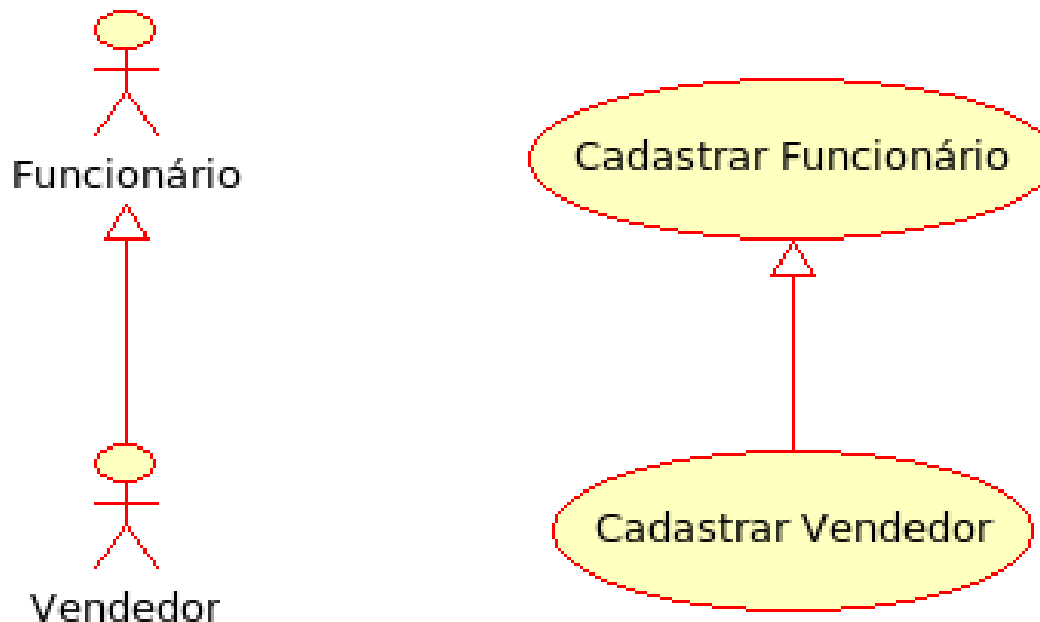 Funcionário
Cadastrar Funcionário
Cadastrar Vendedor
Vendedor